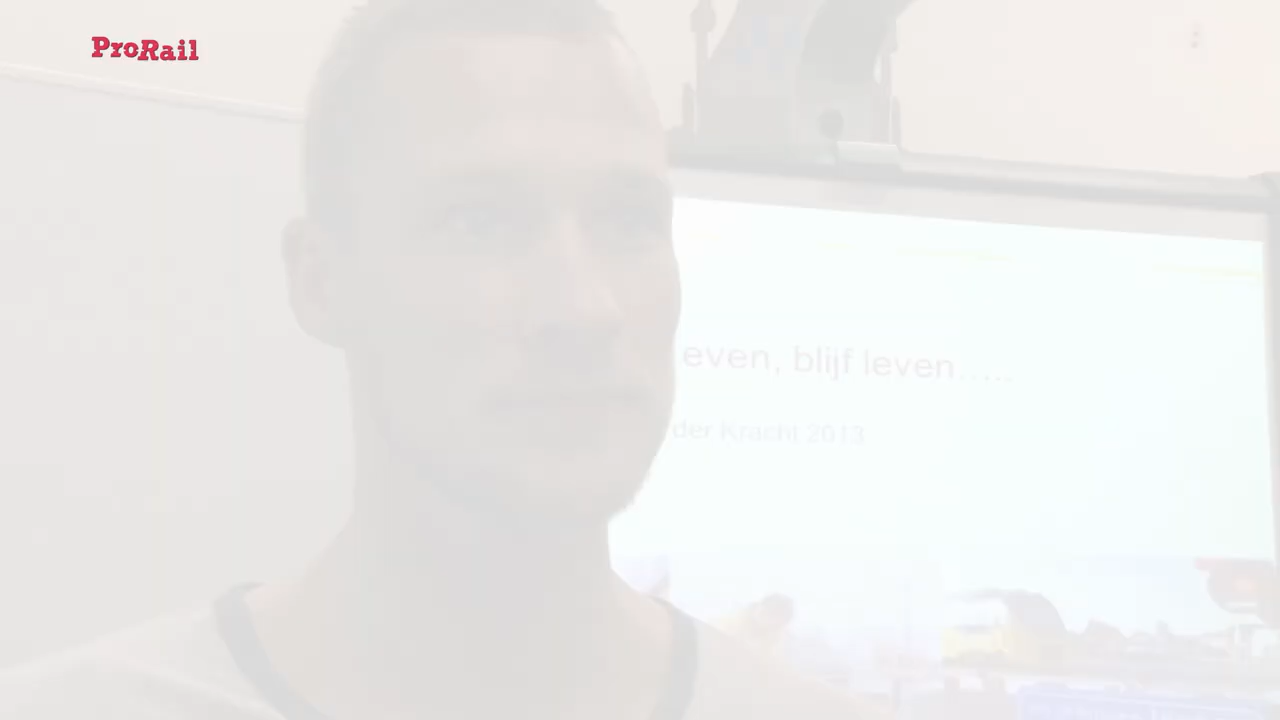 ProRail
even, blijf leven.....
der Kracht 2013